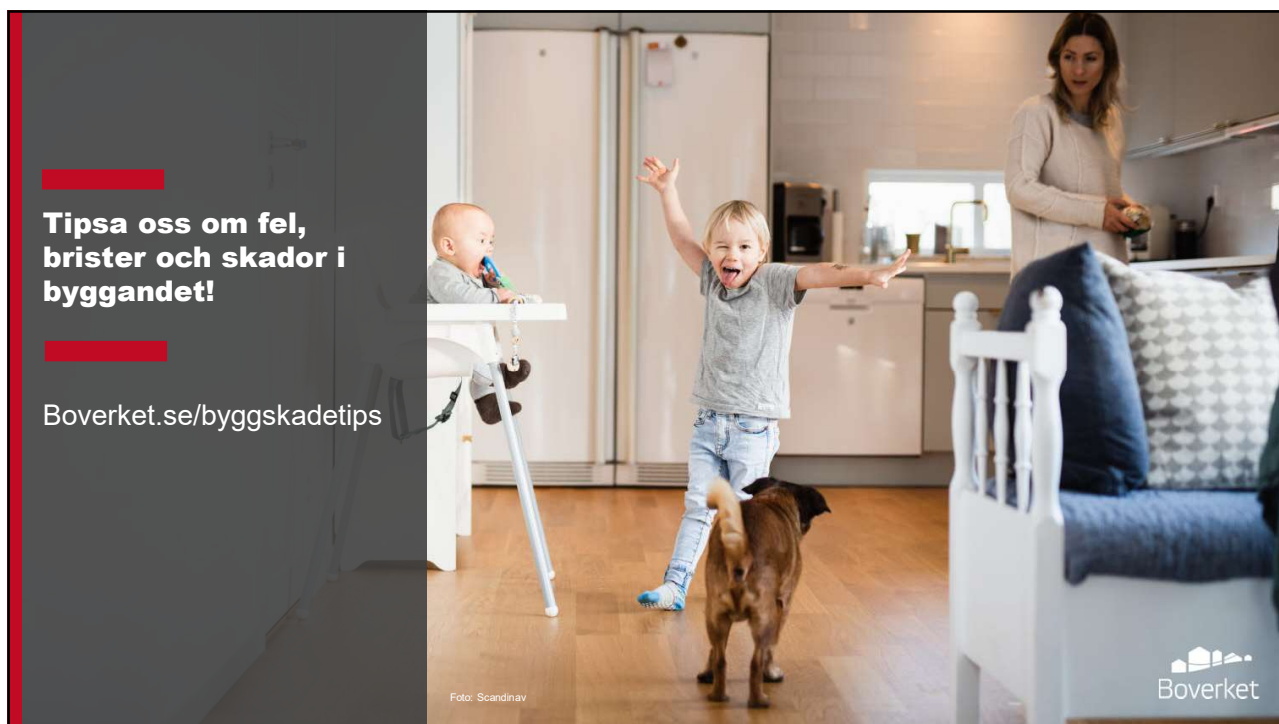 Tipsa oss om fel,
brister och skador i
byggandet!
Boverket.se/byggskadetips
Foto: Scandinav
Boverket